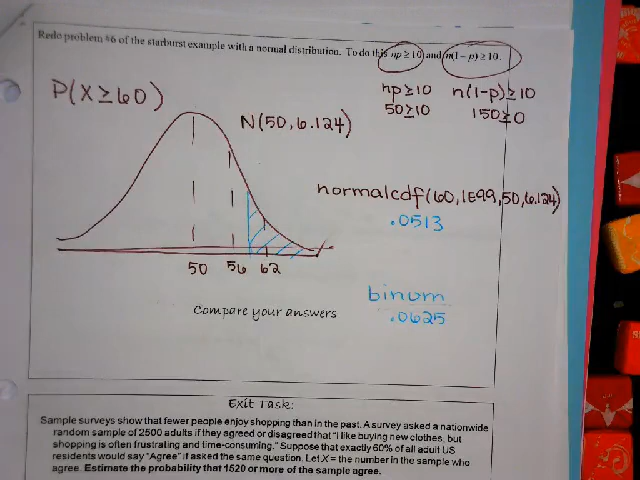 Redo problem #6 of the starburst example with a normal distribution. To do this np ≥ 10 and n(1 − p) ≥ 10.
P(X ≥ 60)
np ≥ 10 n(1-p) ≥ 10
50 ≥ 10 150 ≥ 0
N(50, 6.124)
normalcdf(60, 1E99, 50, 6.124)
.0513
50 56 62
binum
.0625
Compare your answers
Exit Task:
Sample surveys show that fewer people enjoy shopping than in the past. A survey asked a nationwide
random sample of 2500 adults if they agreed or disagreed that "I like buying new clothes, but
shopping is often frustrating and time-consuming." Suppose that exactly 60% of all adult US
residents would say "Agree" if asked the same question. Let X = the number in the sample who
agree. Estimate the probability that 1520 or more of the sample agree.